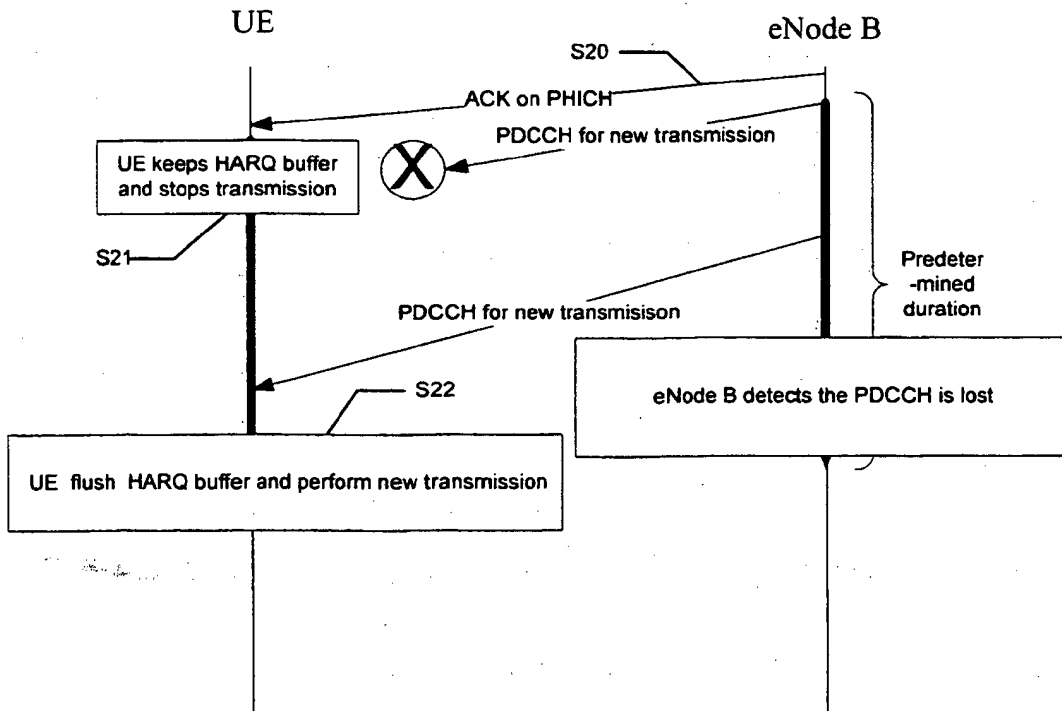 UE
eNode B
S20
ACK on PHICH
PDCCH for new transmission
UE keeps HARQ buffer
and stops transmission
X
S21
Predeter
-mined
duration
PDCCH for new transmisison
eNode B detects the PDCCH is lost
S22
UE flush HARQ buffer and perform new transmission